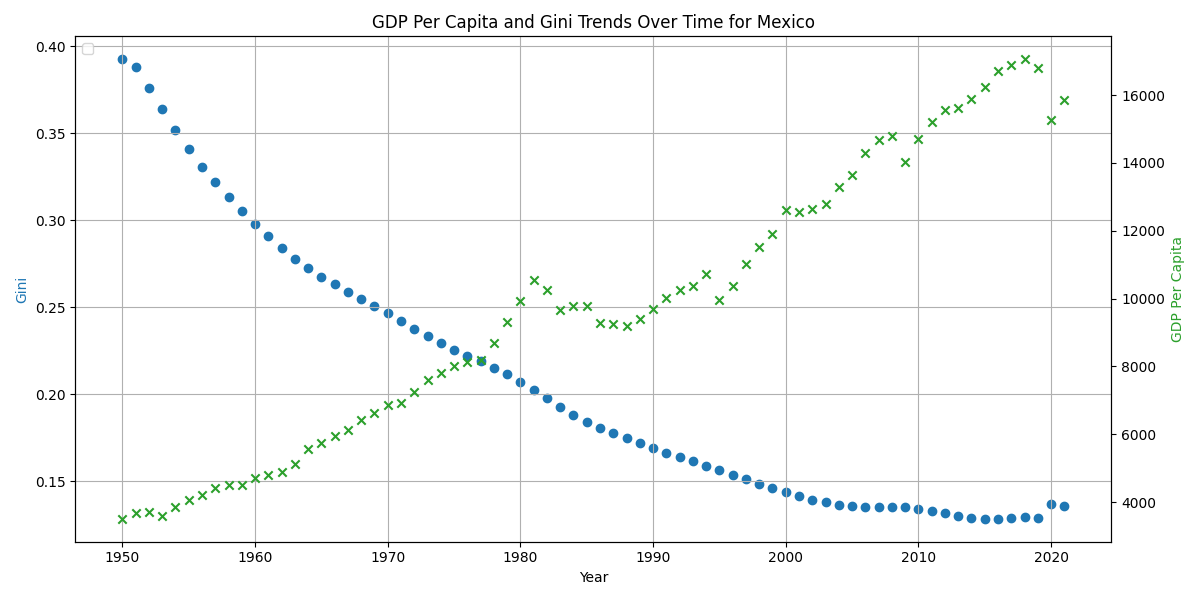 GDP Per Capita and Gini Trends Over Time for Mexico
0.40
0.35
0.30
0.25
0.20
0.15
Gini
16000
14000
12000
10000
8000
6000
4000
GDP Per Capita
1950 1960 1970 1980 1990 2000 2010 2020
Year